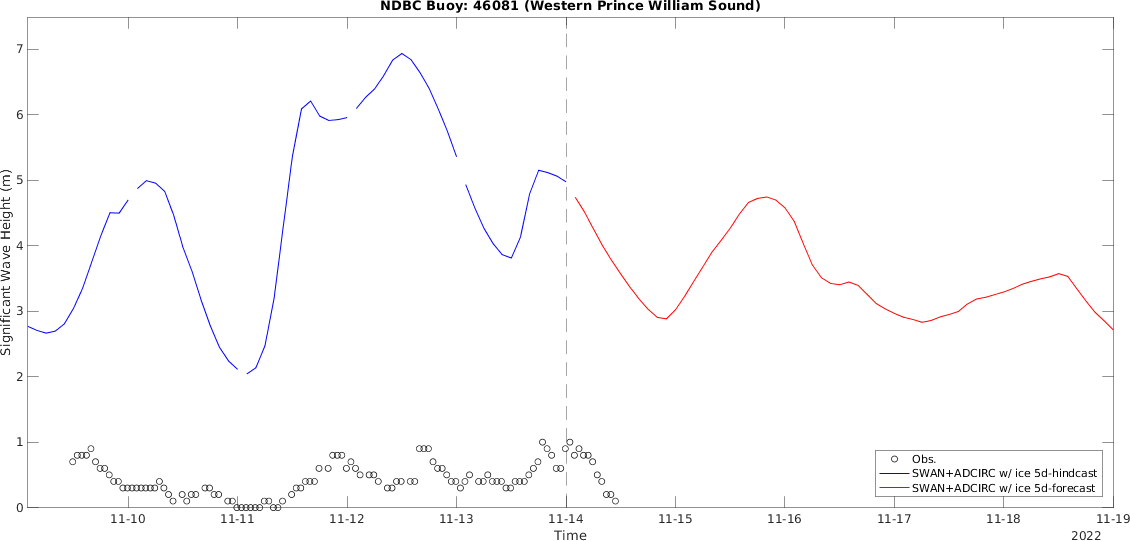 NDBC Buoy: 46081 (Western Prince William Sound)
Significant Wave Height (m)
7
6
5
4
3
2
1
0
Obs.
SWAN+ADCIRC w/ ice 5d-hindcast
SWAN+ADCIRC w/ ice 5d-forecast
11-10 11-11 11-12 11-13 11-14 11-15 11-16 11-17 11-18 11-19
Time
2022